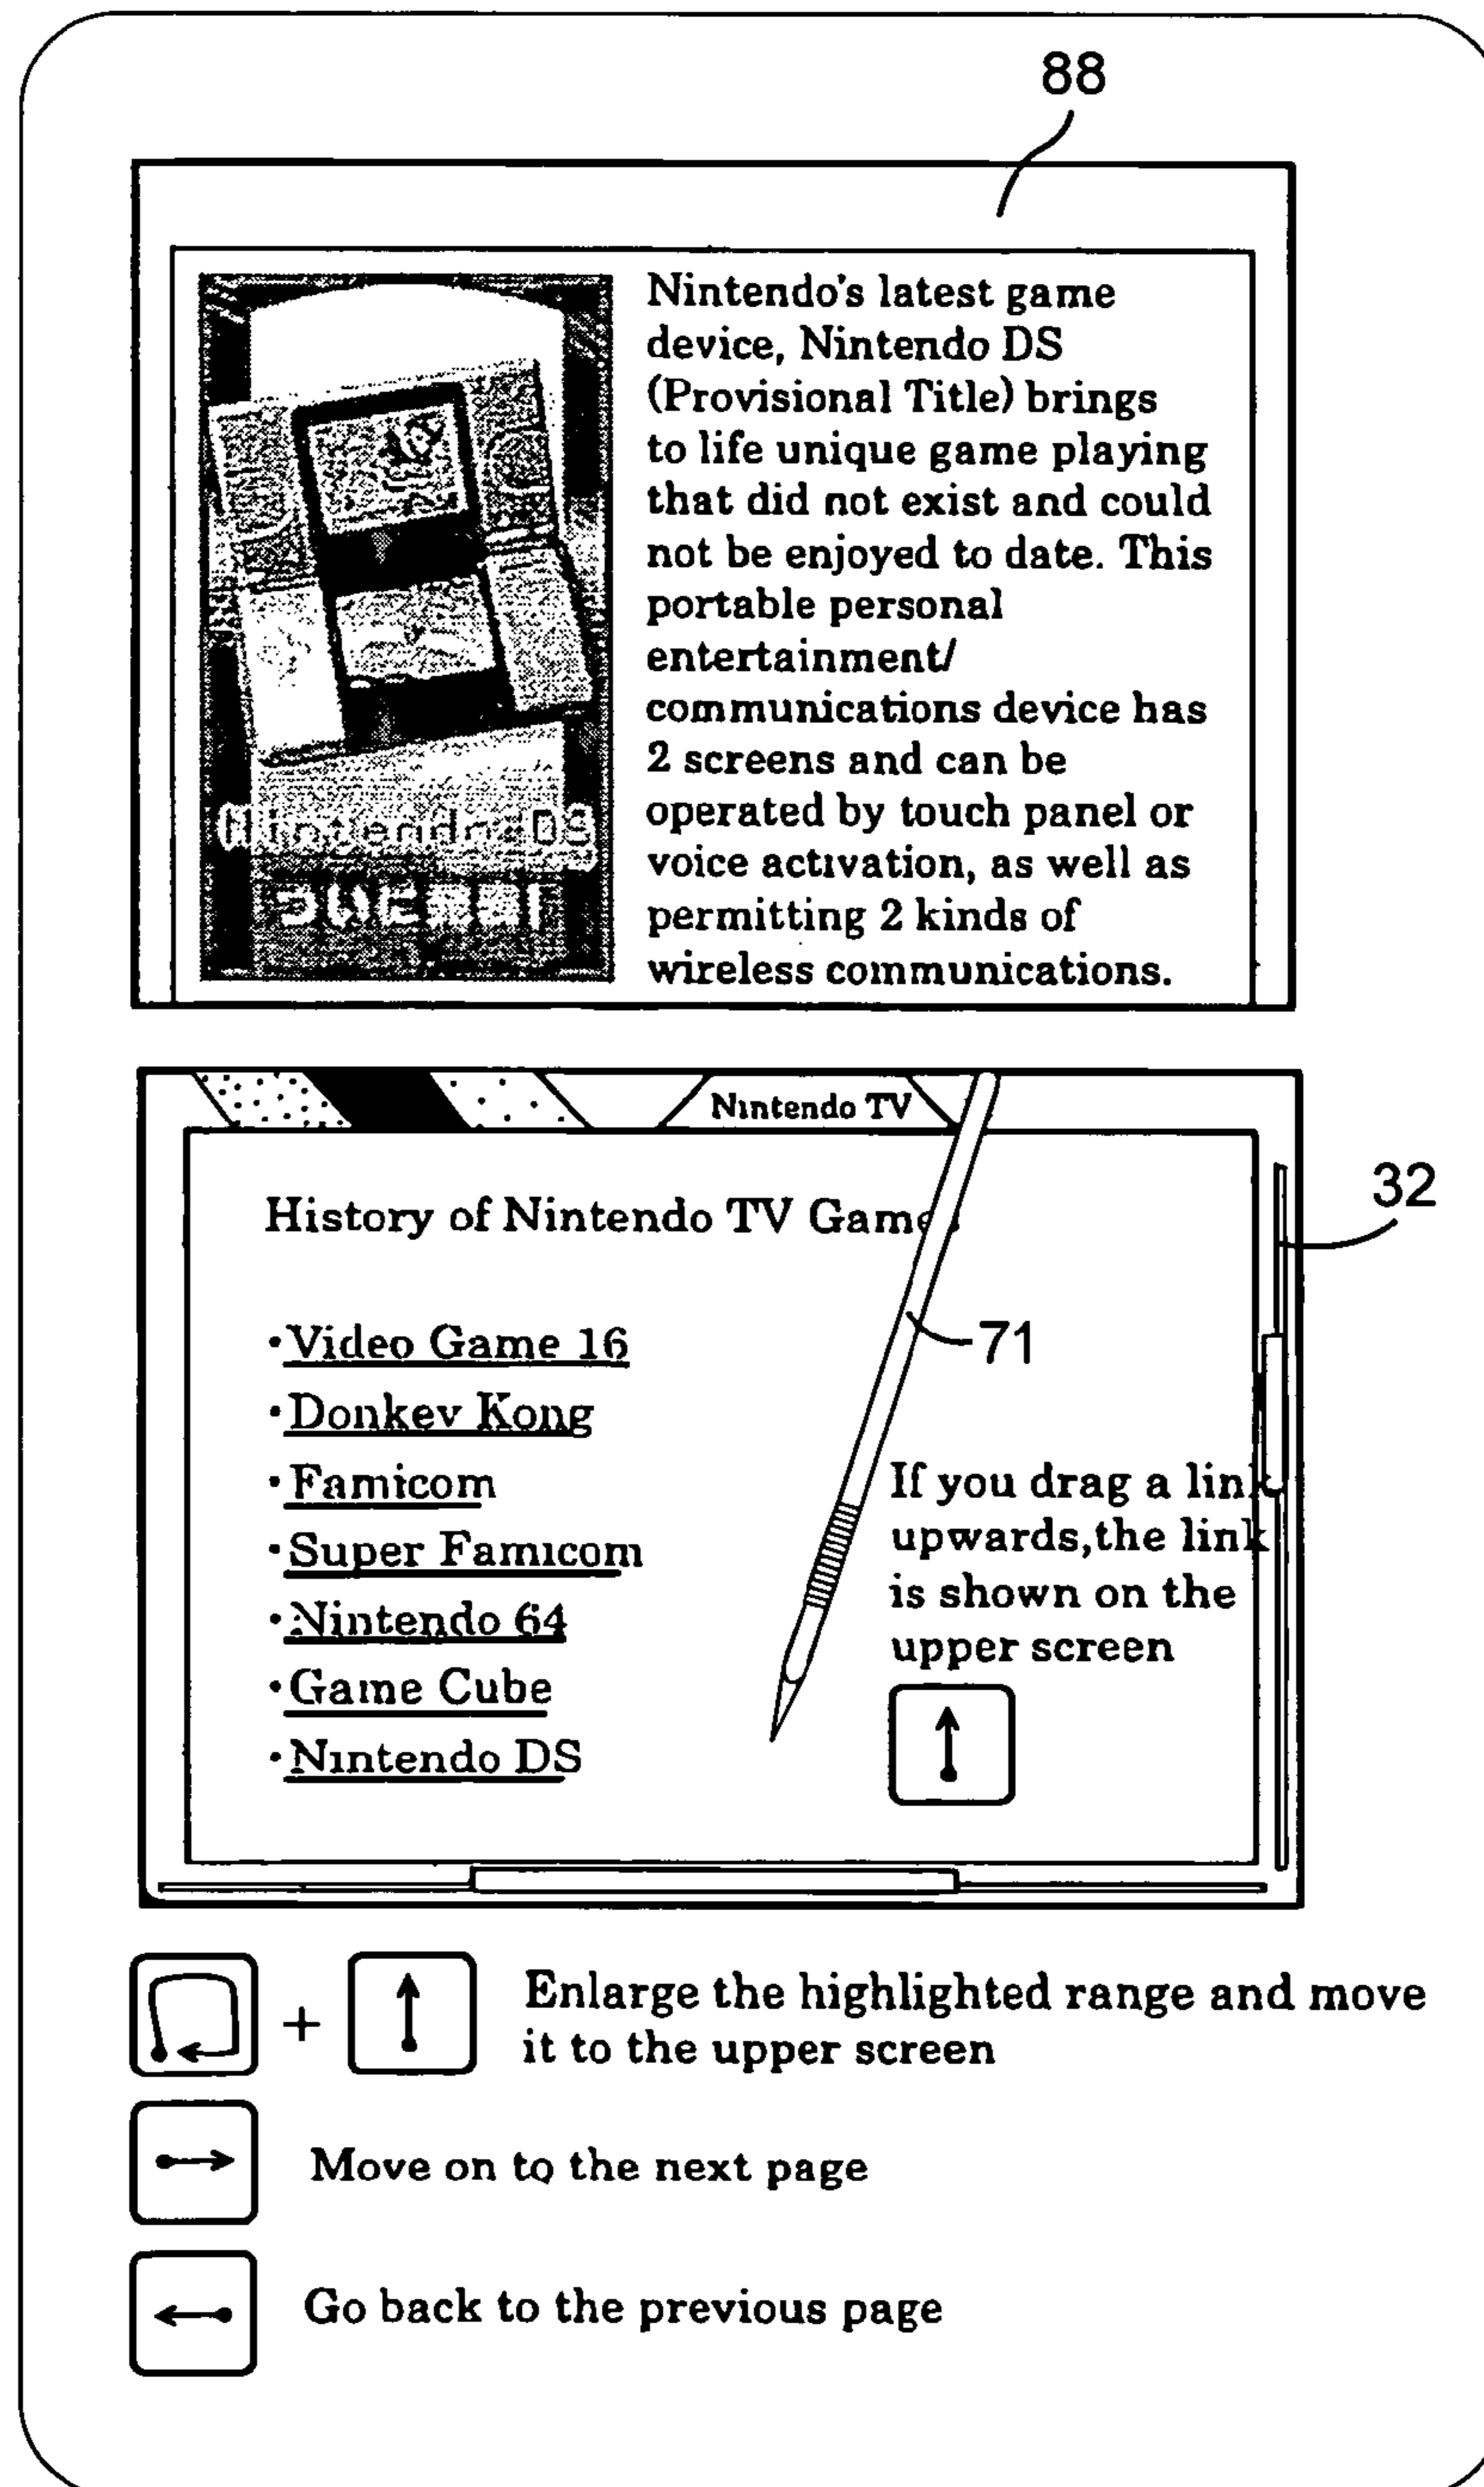 88
Nintendo's latest game
device, Nintendo DS
(Provisional Title) brings
to life unique game playing
that did not exist and could
not be enjoyed to date. This
portable personal
entertainment/
communications device has
2 screens and can be
operated by touch panel or
voice activation, as well as
permitting 2 kinds of
wireless communications.
Nintendo DS
Nintendo TV
32
History of Nintendo TV Game
71
·Video Game 16
·Donkey Kong
·Famicom
·Super Famicom
·Nintendo 64
·Game Cube
·Nintendo DS
If you drag a link
upwards,the link
is shown on the
upper screen
+
Enlarge the highlighted range and move
it to the upper screen
Move on to the next page
Go back to the previous page